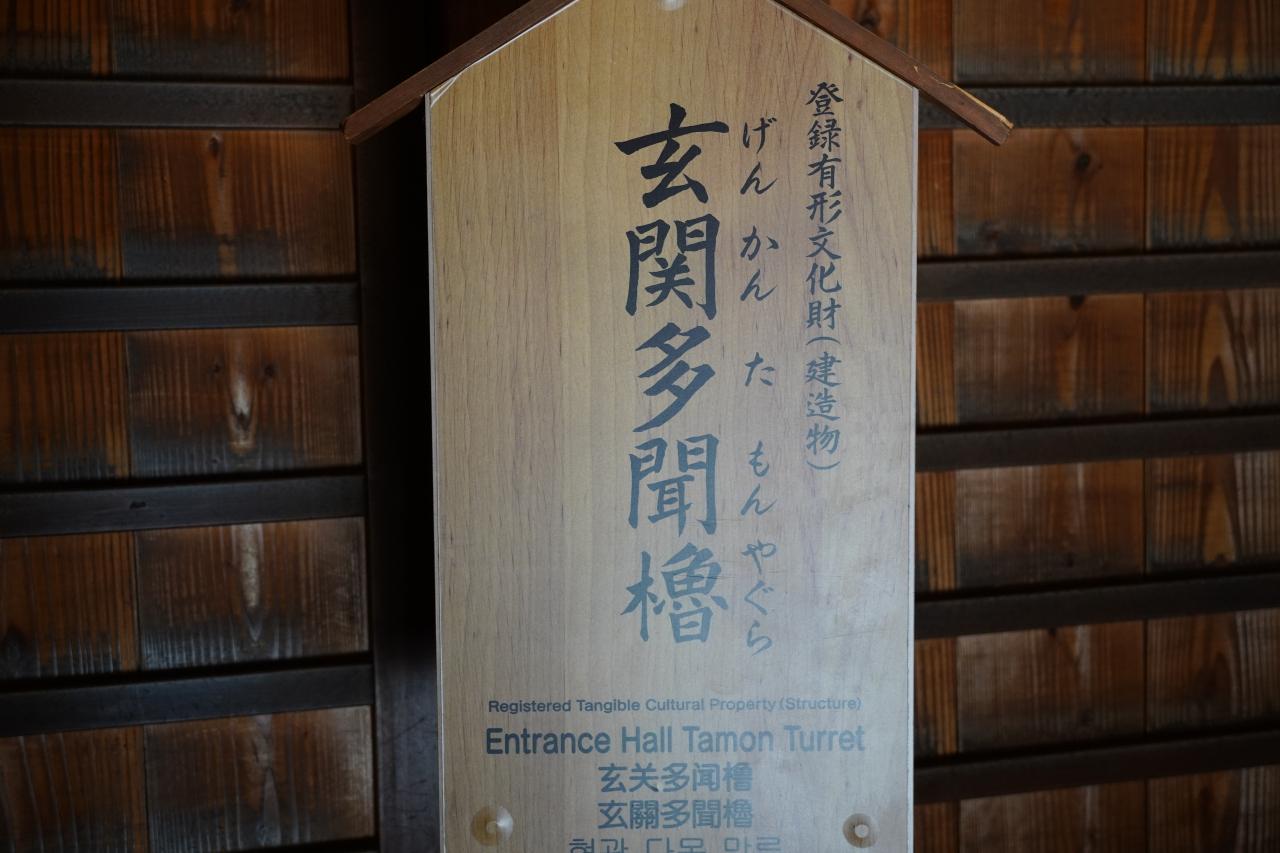 登録有形文化財(建造物)
げんかん たもんやぐら
玄関多聞櫓
Registered Tangible Cultural Property (Structure)
Entrance Hall Tamon Turret
玄关多闻橹
玄關多聞櫓